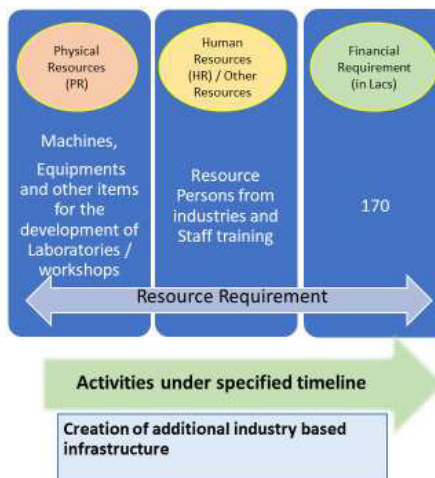 Physical
Resources
(PR)
Human
Resources
(HR) / Other
Resources
Financial
Requirement
(in Lacs)
Machines,
Equipments
and other items
for the
development of
Laboratories /
workshops
Resource
Persons from
industries and
Staff training
170
Resource Requirement
Activities under specified timeline
Creation of additional industry based
infrastructure